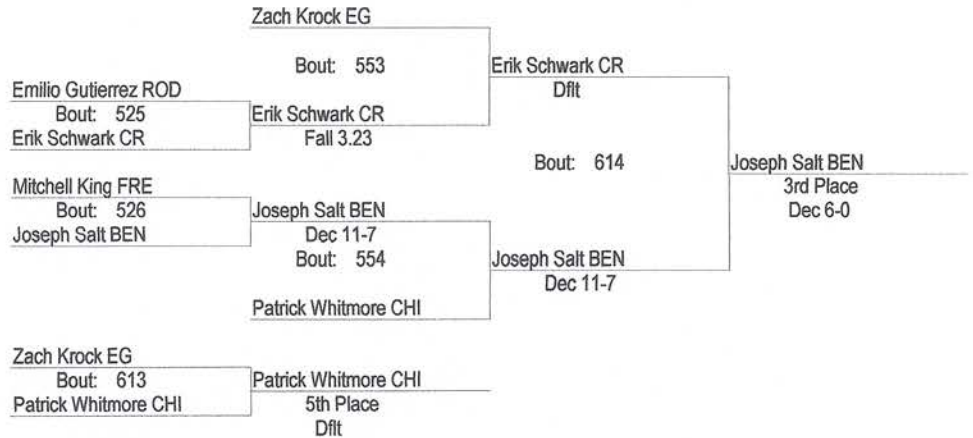 Zach Krock EG
Bout: 553
Erik Schwark CR
Dflt
Emilio Gutierrez ROD
Bout: 525
Erik Schwark CR
Erik Schwark CR
Fall 3.23
Bout: 614
Joseph Salt BEN
3rd Place
Dec 6-0
Mitchell King FRE
Bout: 526
Joseph Salt BEN
Joseph Salt BEN
Dec 11-7
Bout: 554
Joseph Salt BEN
Dec 11-7
Patrick Whitmore CHI
Zach Krock EG
Bout: 613
Patrick Whitmore CHI
Patrick Whitmore CHI
5th Place
Dflt